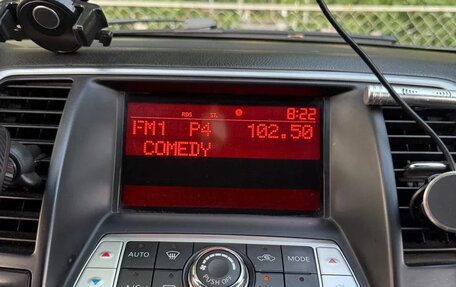 RDS ST. 8:22
FM1 P4 102.50
COMEDY
AUTO MODE
PUSH OFF
A/C